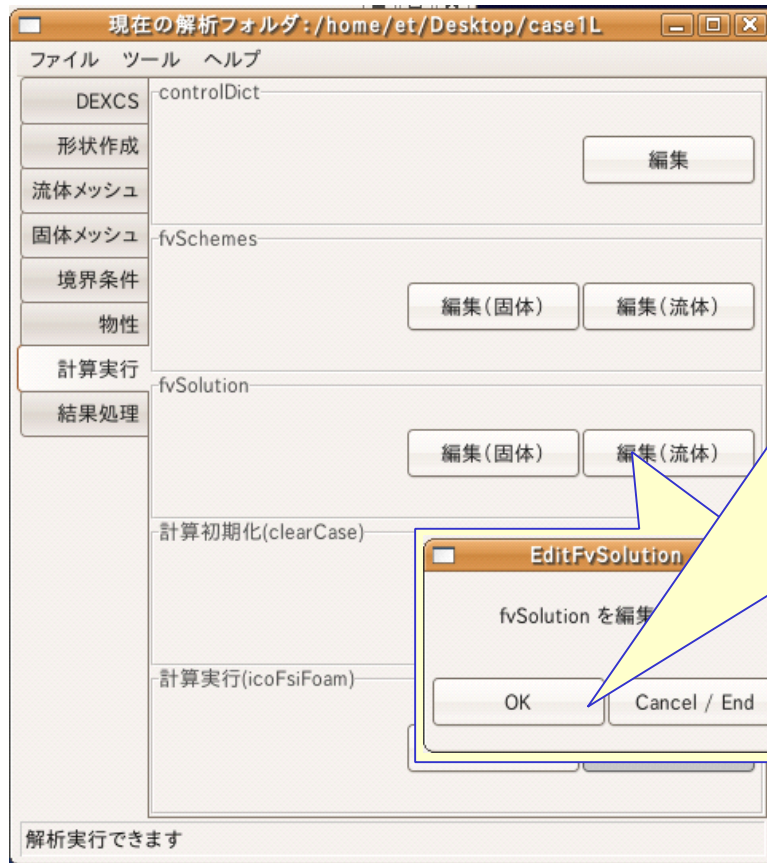 現在の解析フォルダ:/home/et/Desktop/case1L
ファイル ツール ヘルプ
DEXCS
形状作成
流体メッシュ
固体メッシュ
境界条件
物性
計算実行
結果処理
controlDict
編集
fvSchemes
編集(固体) 編集(流体)
fvSolution
編集(固体) 編集(流体)
計算初期化(clearCase)
EditFvSolution
fvSolution を編集
OK Cancel / End
計算実行(icoFsiFoam)
解析実行できます